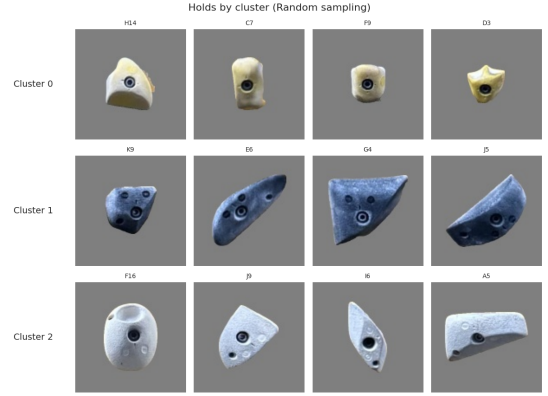 Holds by cluster (Random sampling)
H14 C7 F9 D3
Cluster 0
K9 E6 G4 J5
Cluster 1
F16 J9 I6 A5
Cluster 2